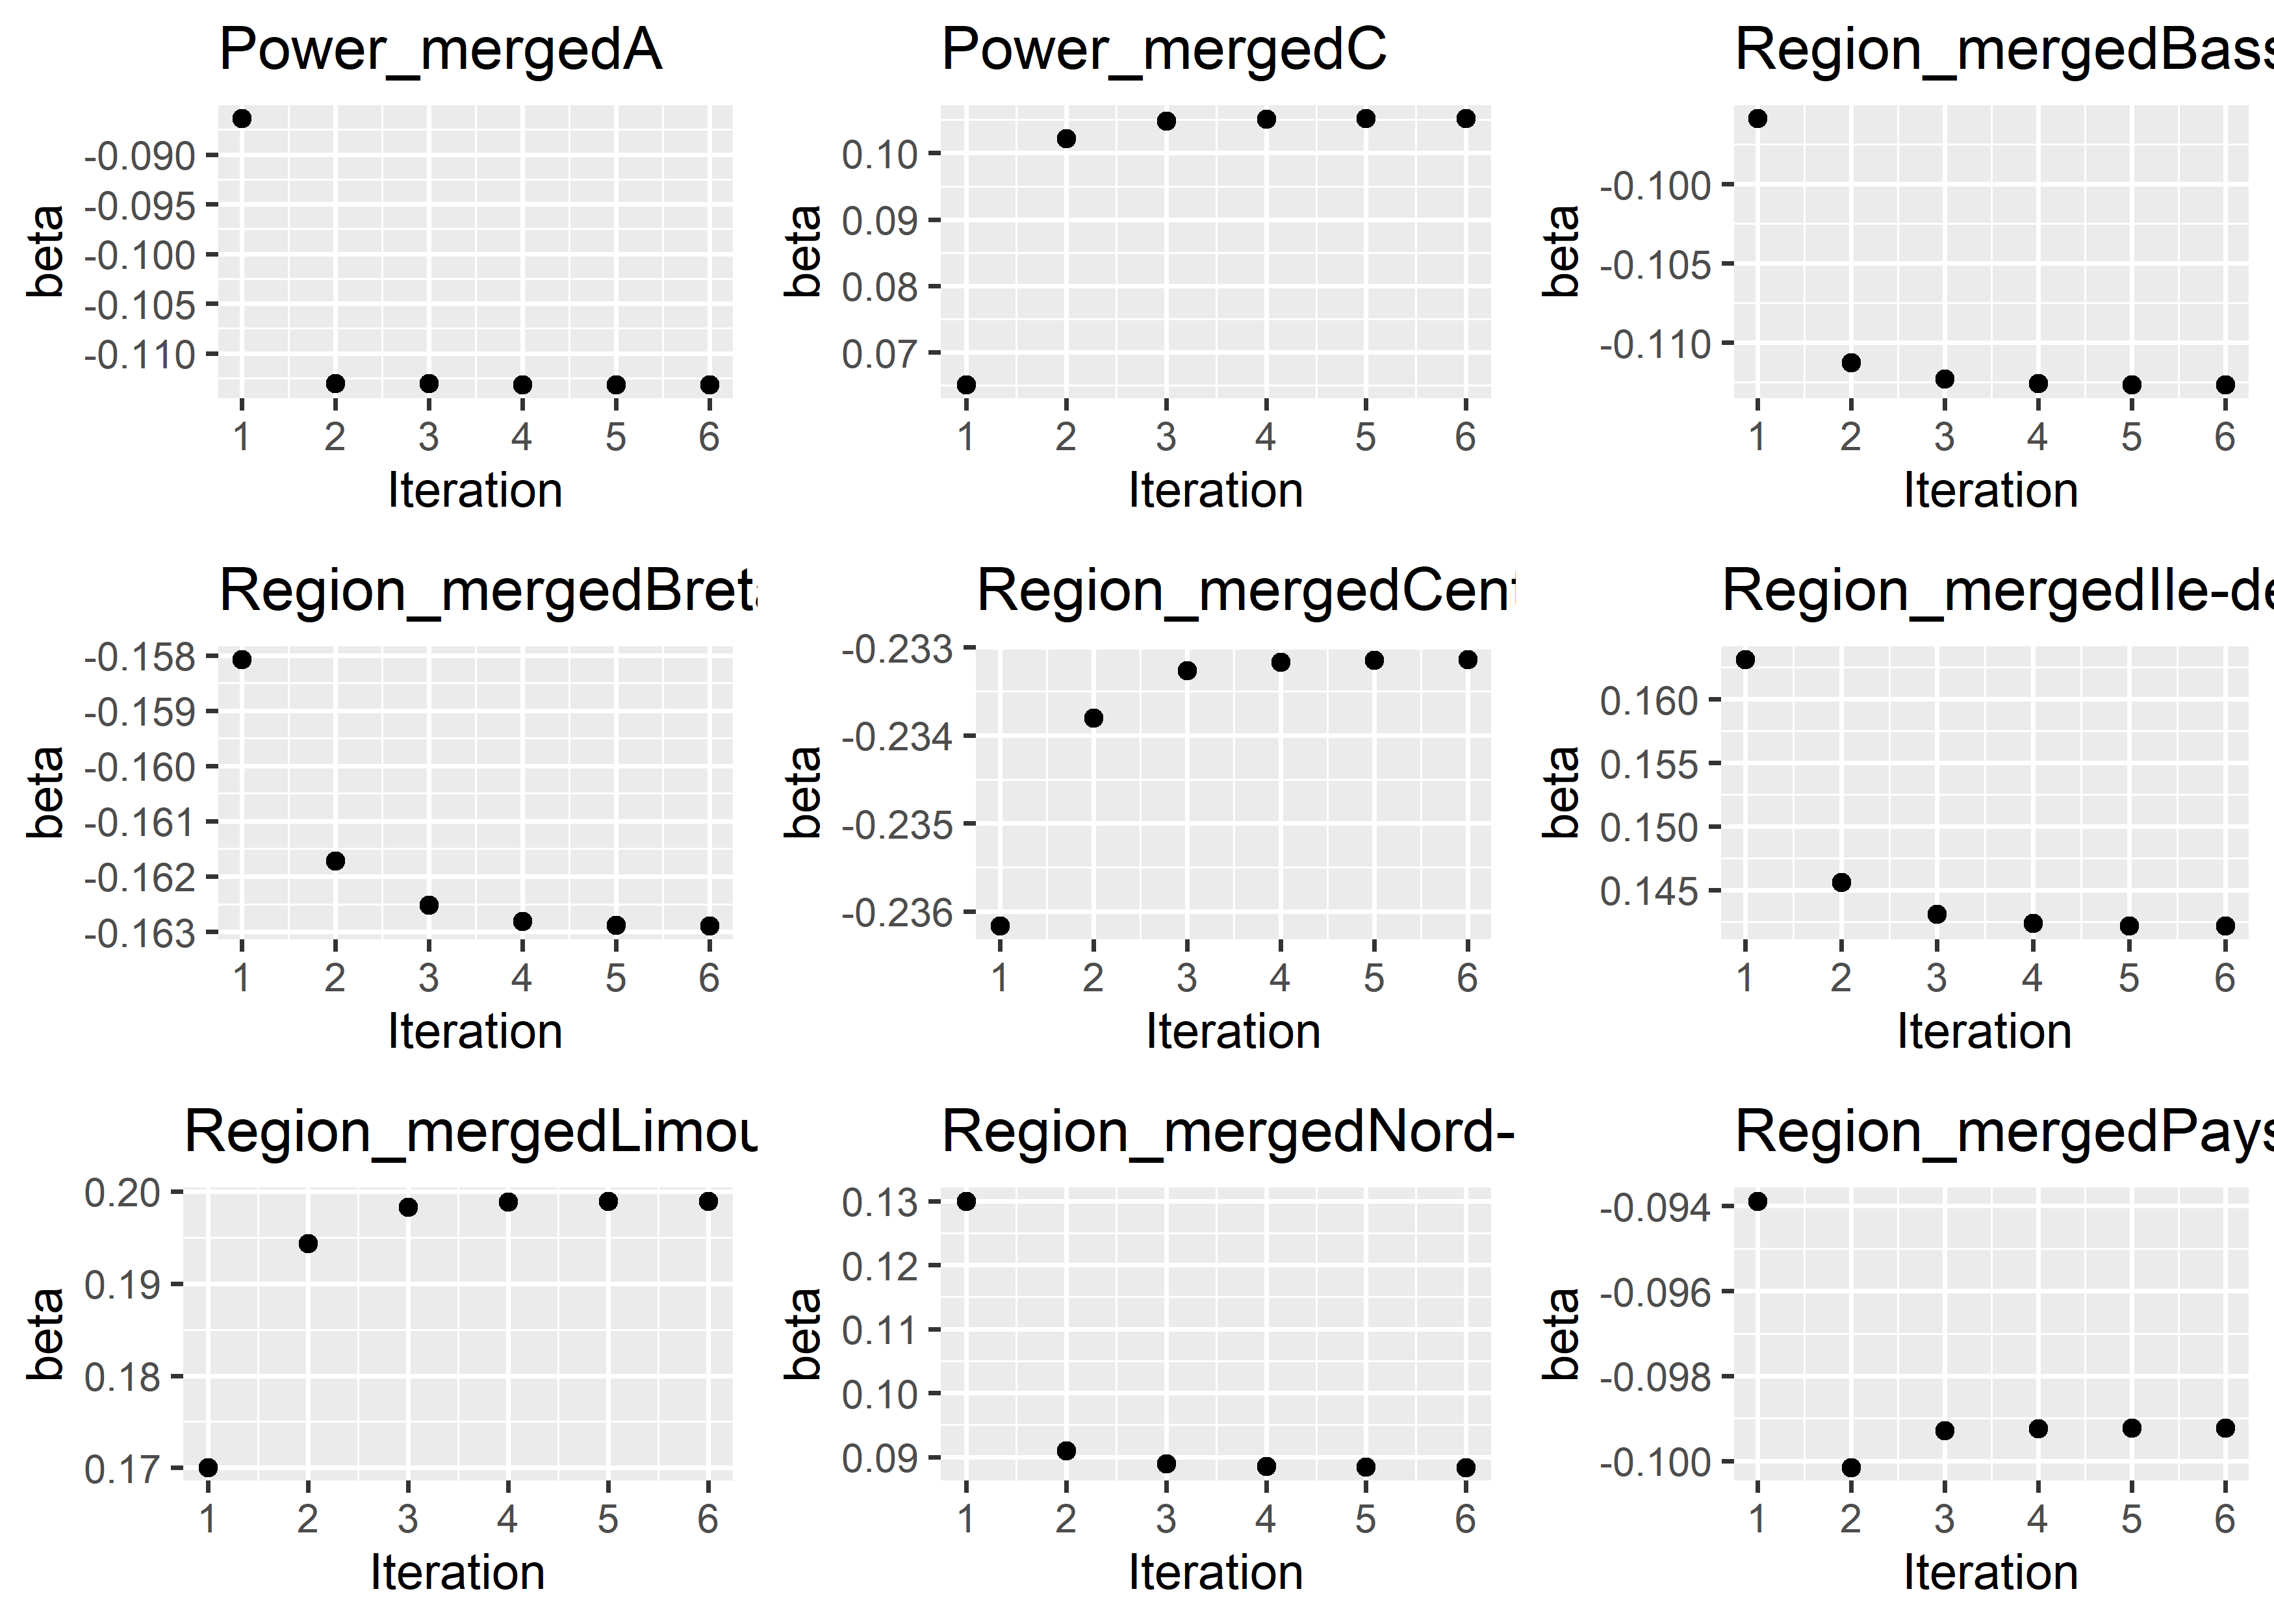 Power_mergedA
-0.090
-0.095
-0.100
-0.105
-0.110
beta
1 2 3 4 5 6
Iteration
Power_mergedC
0.10
0.09
0.08
0.07
beta
1 2 3 4 5 6
Iteration
Region_mergedBass
-0.100
-0.105
-0.110
beta
1 2 3 4 5 6
Iteration
Region_mergedBreta
-0.158
-0.159
-0.160
-0.161
-0.162
-0.163
beta
1 2 3 4 5 6
Iteration
Region_mergedCent
-0.233
-0.234
-0.235
-0.236
beta
1 2 3 4 5 6
Iteration
Region_mergedIle-de
0.160
0.155
0.150
0.145
beta
1 2 3 4 5 6
Iteration
Region_mergedLimou
0.20
0.19
0.18
0.17
beta
1 2 3 4 5 6
Iteration
Region_mergedNord-
0.13
0.12
0.11
0.10
0.09
beta
1 2 3 4 5 6
Iteration
Region_mergedPays
-0.094
-0.096
-0.098
-0.100
beta
1 2 3 4 5 6
Iteration